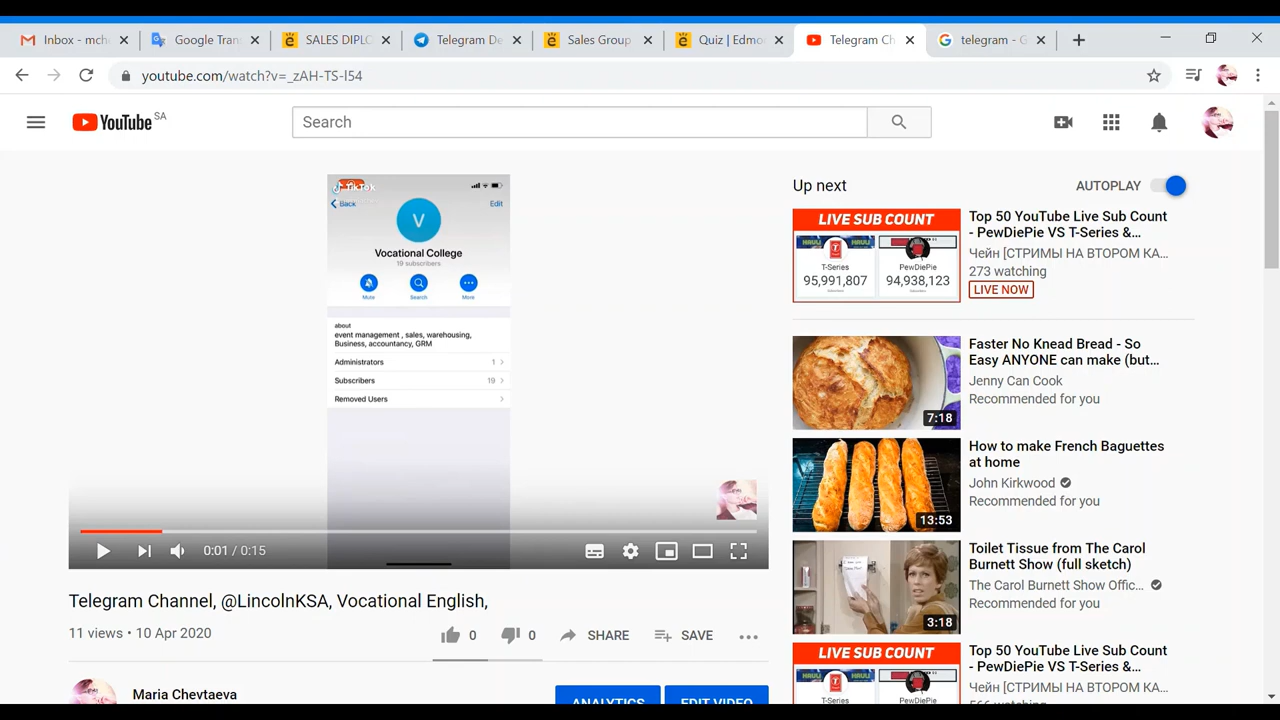 Inbox - mch
Google Tran
SALES DIPL
Telegram De
Sales Group
Quiz | Edmo
Telegram Ch
telegram - G
youtube.com/watch?v=_zAH-TS-l54
YouTube SA
Search
TikTok
Back
Edit
V
Vocational College
19 subscribers
Mute
Search
More
about
event management , sales, warehousing,
Business, accountancy, GRM
Administrators 1
Subscribers 19
Removed Users
0:01 / 0:15
Telegram Channel, @LincolnKSA, Vocational English,
11 views • 10 Apr 2020
0
0
SHARE
SAVE
Maria Chevtaeva
ANALYTICS
EDIT VIDEO
Up next
AUTOPLAY
LIVE SUB COUNT
T-Series
PewDiePie
95,991,807
94,938,123
Top 50 YouTube Live Sub Count
- PewDiePie VS T-Series &...
Чейн [СТРИМЫ НА ВТОРОМ КА...
273 watching
LIVE NOW
7:18
Faster No Knead Bread - So
Easy ANYONE can make (but...
Jenny Can Cook
Recommended for you
13:53
How to make French Baguettes
at home
John Kirkwood
Recommended for you
3:18
Toilet Tissue from The Carol
Burnett Show (full sketch)
The Carol Burnett Show Offic...
Recommended for you
LIVE SUB COUNT
T-Series
PewDiePie
Top 50 YouTube Live Sub Count
- PewDiePie VS T-Series &...
Чейн [СТРИМЫ НА ВТОРОМ КА...
566 watching